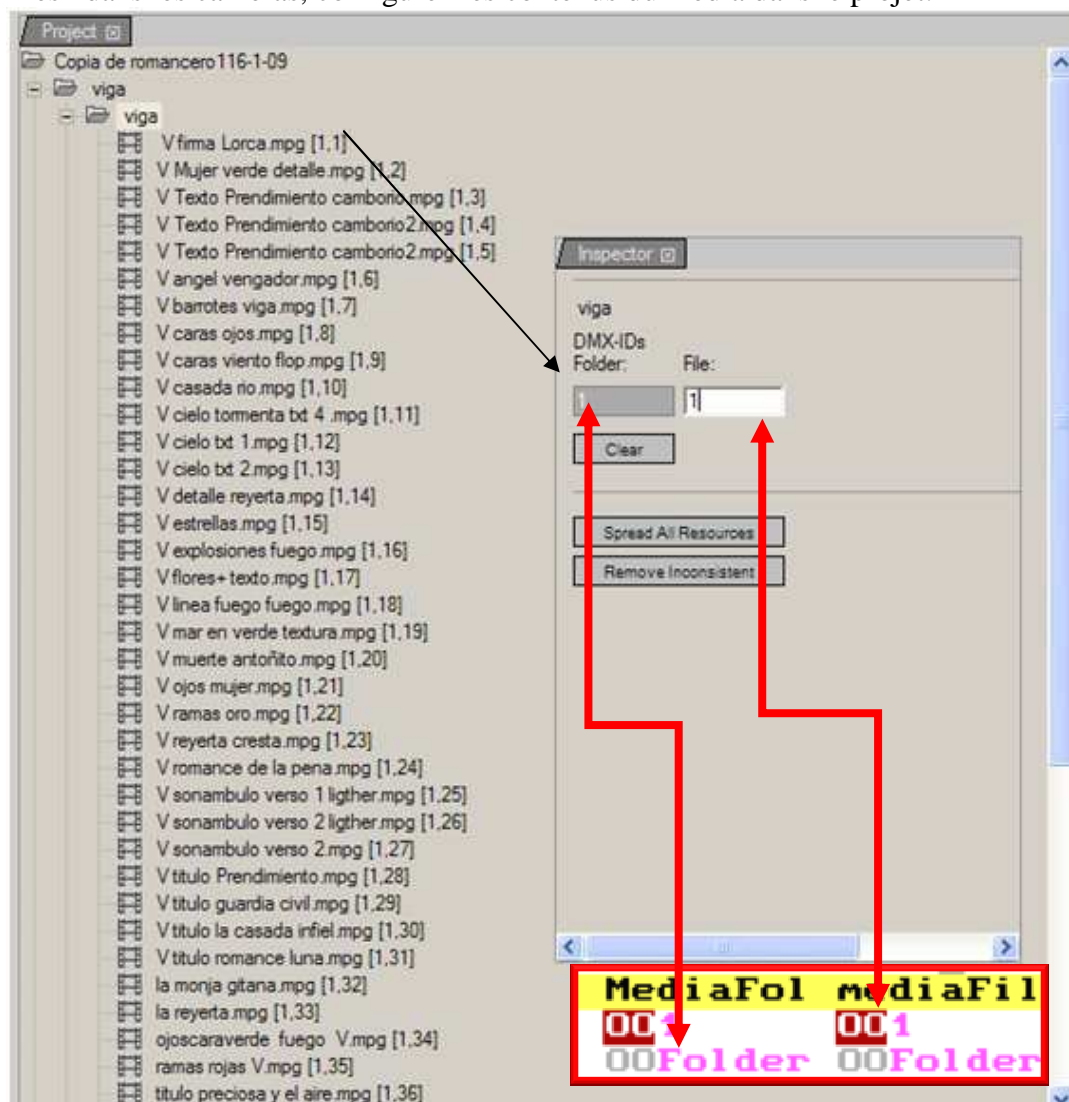 Project
Copia de romancero116-1-09
viga
viga
V firma Lorca.mpg [1,1]
V Mujer verde detalle.mpg [1,2]
V Texto Prendimiento camborio.mpg [1,3]
V Texto Prendimiento camborio2.mpg [1,4]
V Texto Prendimiento camborio2.mpg [1,5]
V angel vengador.mpg [1,6]
V barrotes viga.mpg [1,7]
V caras ojos.mpg [1,8]
V caras viento flop.mpg [1,9]
V casada rio.mpg [1,10]
V cielo tormenta txt 4 .mpg [1,11]
V cielo txt 1.mpg [1,12]
V cielo txt 2.mpg [1,13]
V detalle reyerta.mpg [1,14]
V estrellas.mpg [1,15]
V explosiones fuego.mpg [1,16]
V flores+ texto.mpg [1,17]
V linea fuego fuego.mpg [1,18]
V mar en verde textura.mpg [1,19]
V muerte antoñito.mpg [1,20]
V ojos mujer.mpg [1,21]
V ramas oro.mpg [1,22]
V reyerta cresta.mpg [1,23]
V romance de la pena.mpg [1,24]
V sonambulo verso 1 ligther.mpg [1,25]
V sonambulo verso 2 ligther.mpg [1,26]
V sonambulo verso 2.mpg [1,27]
V titulo Prendimiento.mpg [1,28]
V titulo guardia civil.mpg [1,29]
V titulo la casada infiel.mpg [1,30]
V titulo romance luna.mpg [1,31]
la monja gitana.mpg [1,32]
la reyerta.mpg [1,33]
ojoscaraverde fuego V.mpg [1,34]
ramas rojas V.mpg [1,35]
titulo preciosa y el aire.mpg [1,36]
Inspector
viga
DMX-IDs
Folder: File:
1 1
Clear
Spread All Resources
Remove Inconsistent
MediaFol mediaFil
001 001
00Folder 00Folder